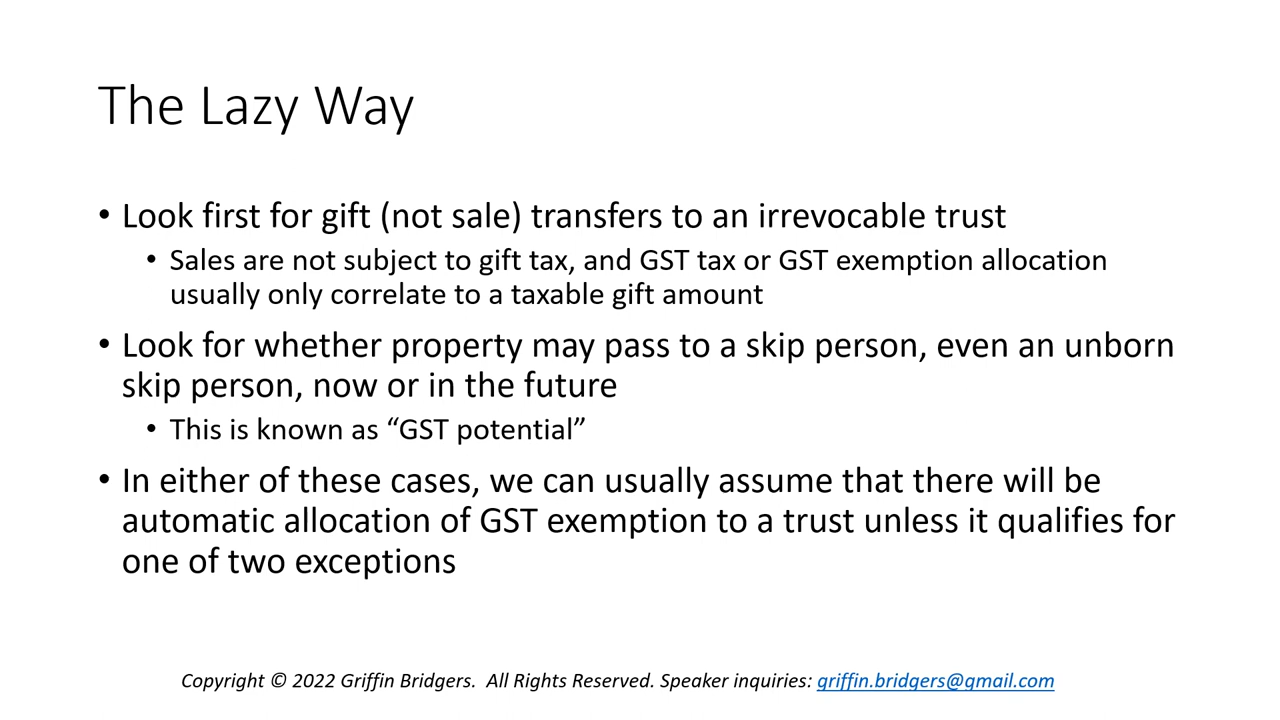 The Lazy Way
• Look first for gift (not sale) transfers to an irrevocable trust
• Sales are not subject to gift tax, and GST tax or GST exemption allocation
usually only correlate to a taxable gift amount
• Look for whether property may pass to a skip person, even an unborn
skip person, now or in the future
• This is known as “GST potential”
• In either of these cases, we can usually assume that there will be
automatic allocation of GST exemption to a trust unless it qualifies for
one of two exceptions
Copyright © 2022 Griffin Bridgers. All Rights Reserved. Speaker inquiries: griffin.bridgers@gmail.com